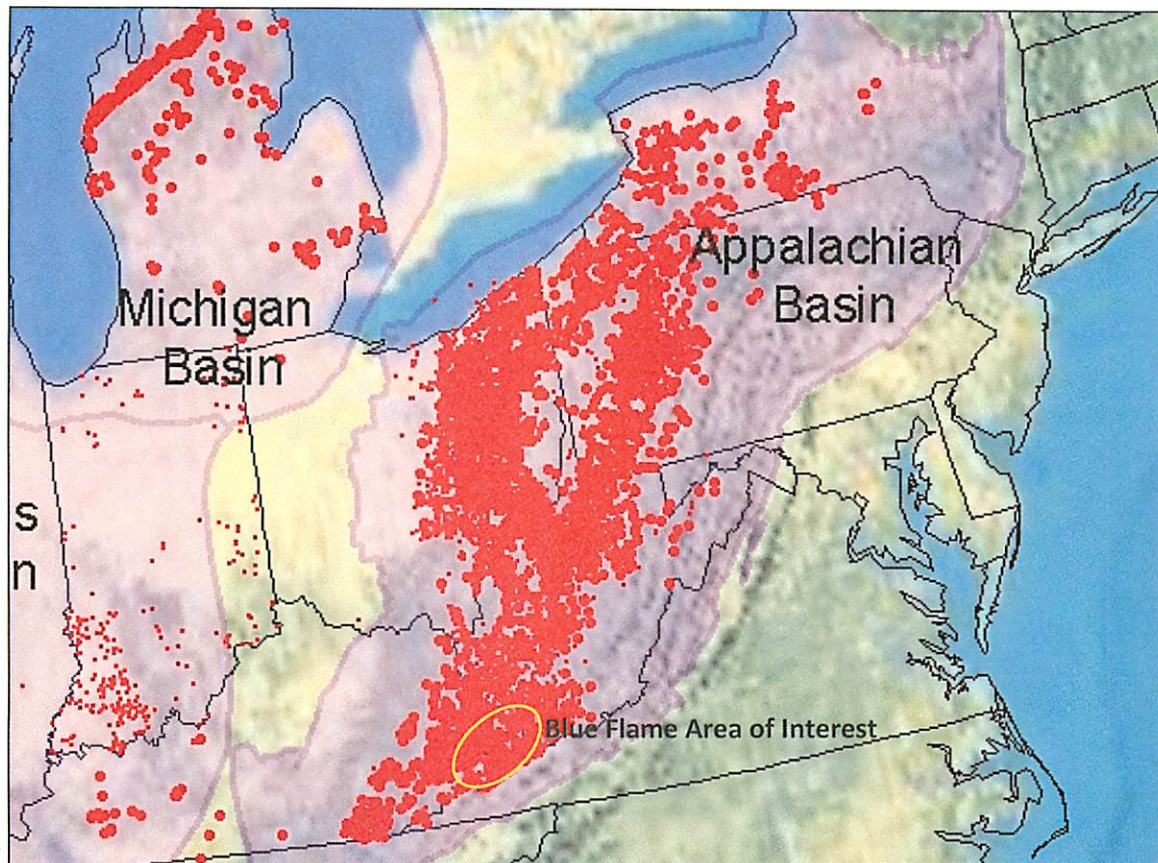 Appalachian
Basin
Michigan
Basin
s
n
Blue Flame Area of Interest